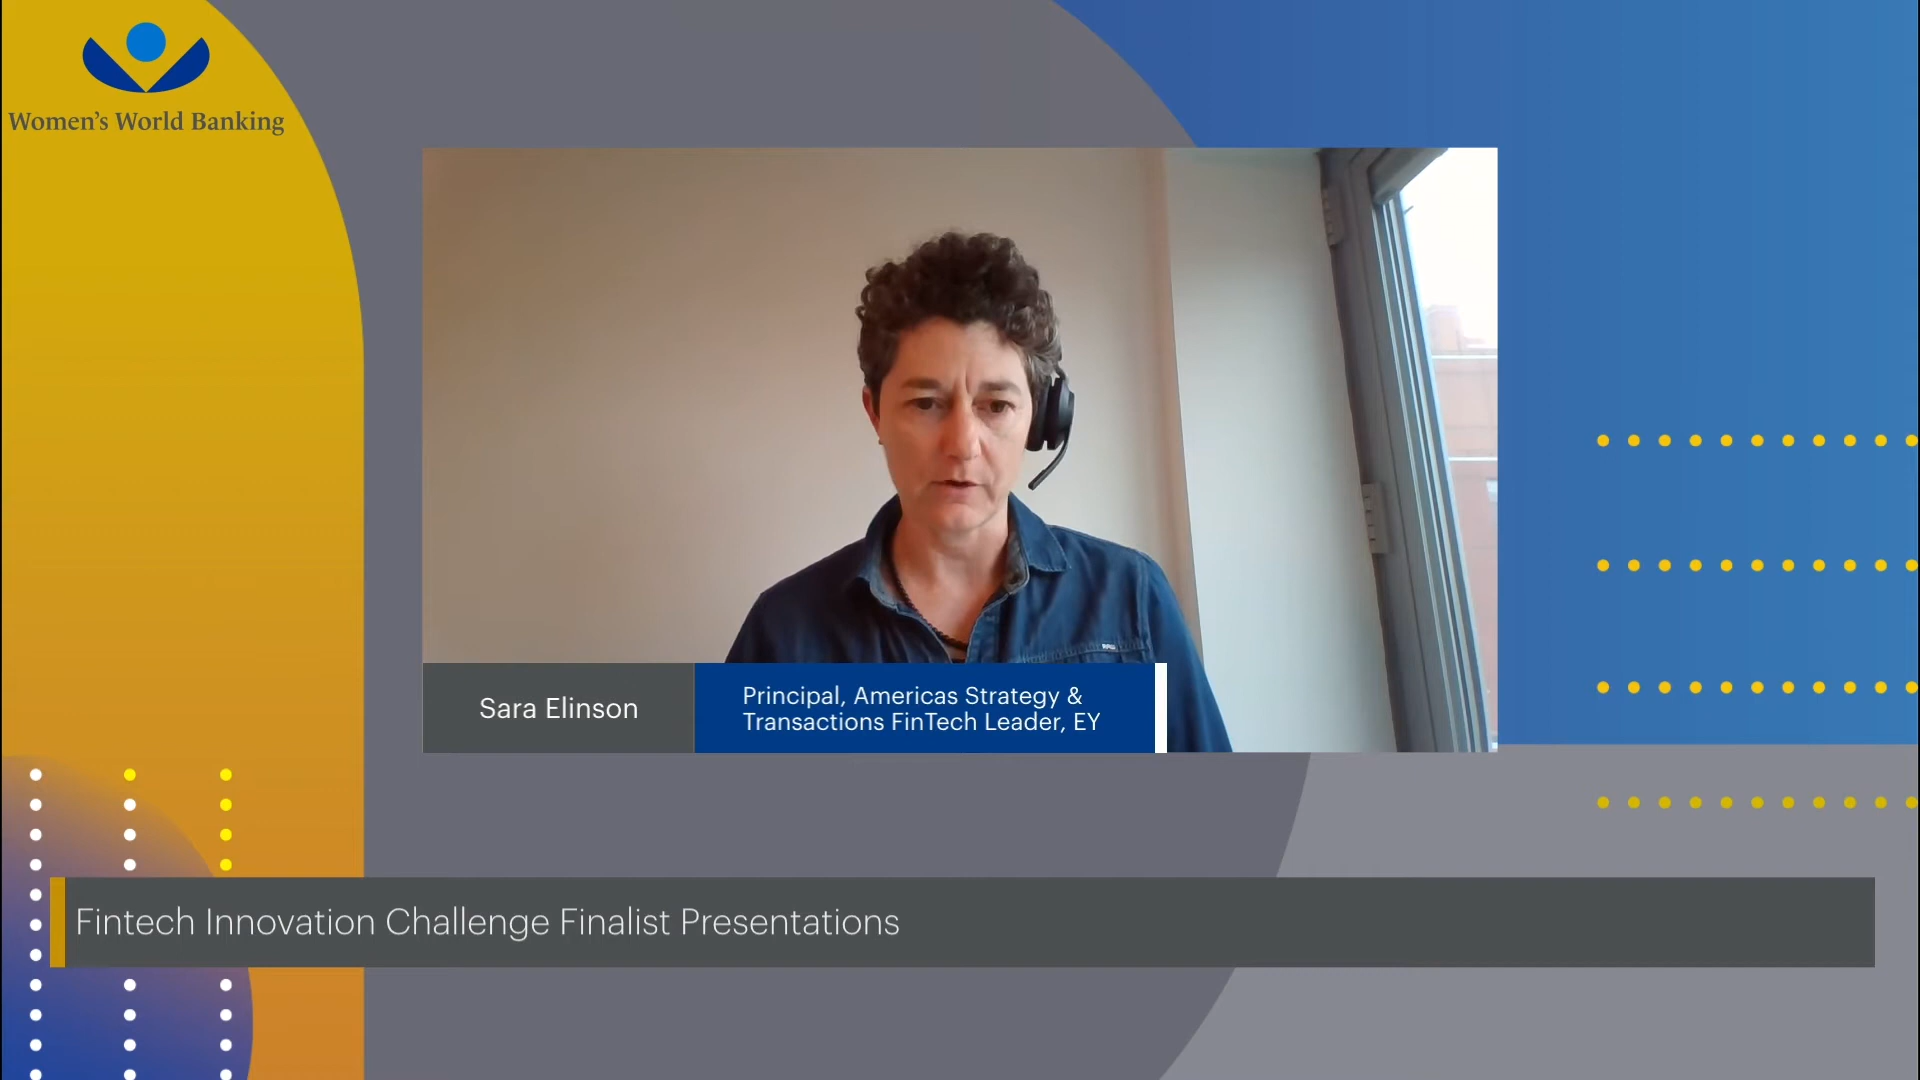 Women's World Banking
Sara Elinson
Principal, Americas Strategy &
Transactions FinTech Leader, EY
Fintech Innovation Challenge Finalist Presentations